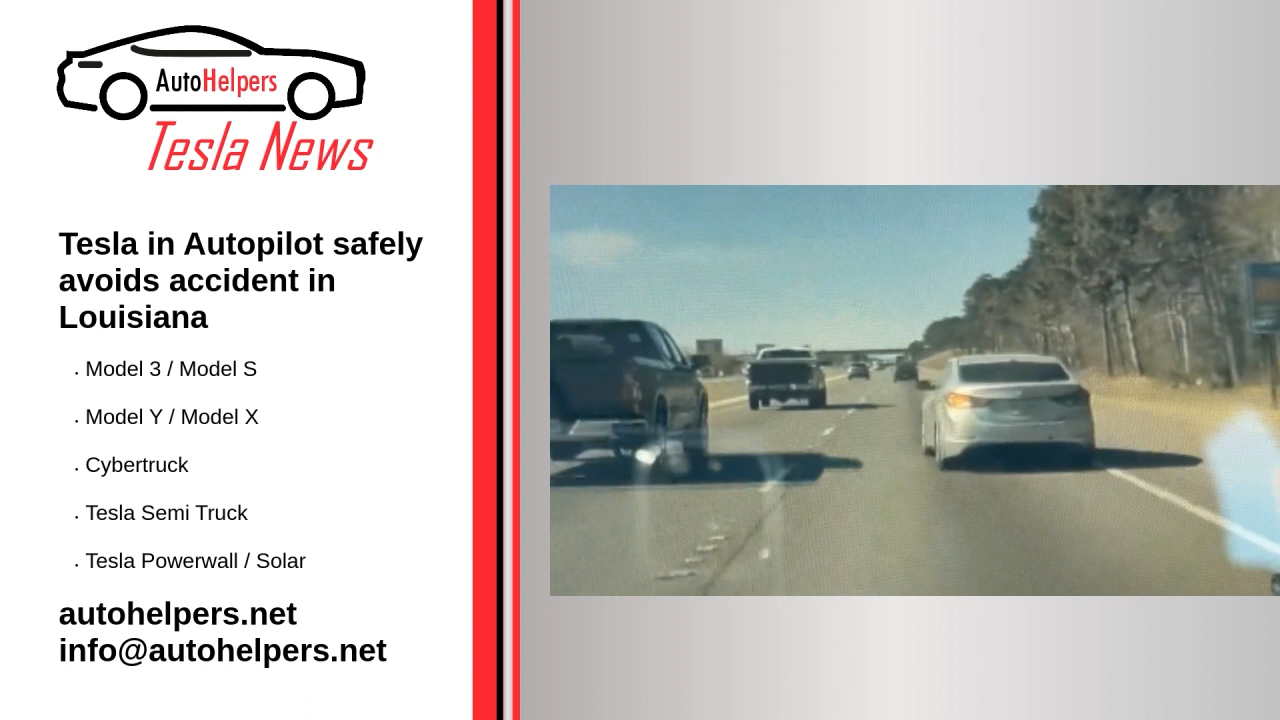 AutoHelpers
Tesla News
Tesla in Autopilot safely
avoids accident in
Louisiana
· Model 3 / Model S
· Model Y / Model X
· Cybertruck
· Tesla Semi Truck
· Tesla Powerwall / Solar
autohelpers.net
info@autohelpers.net